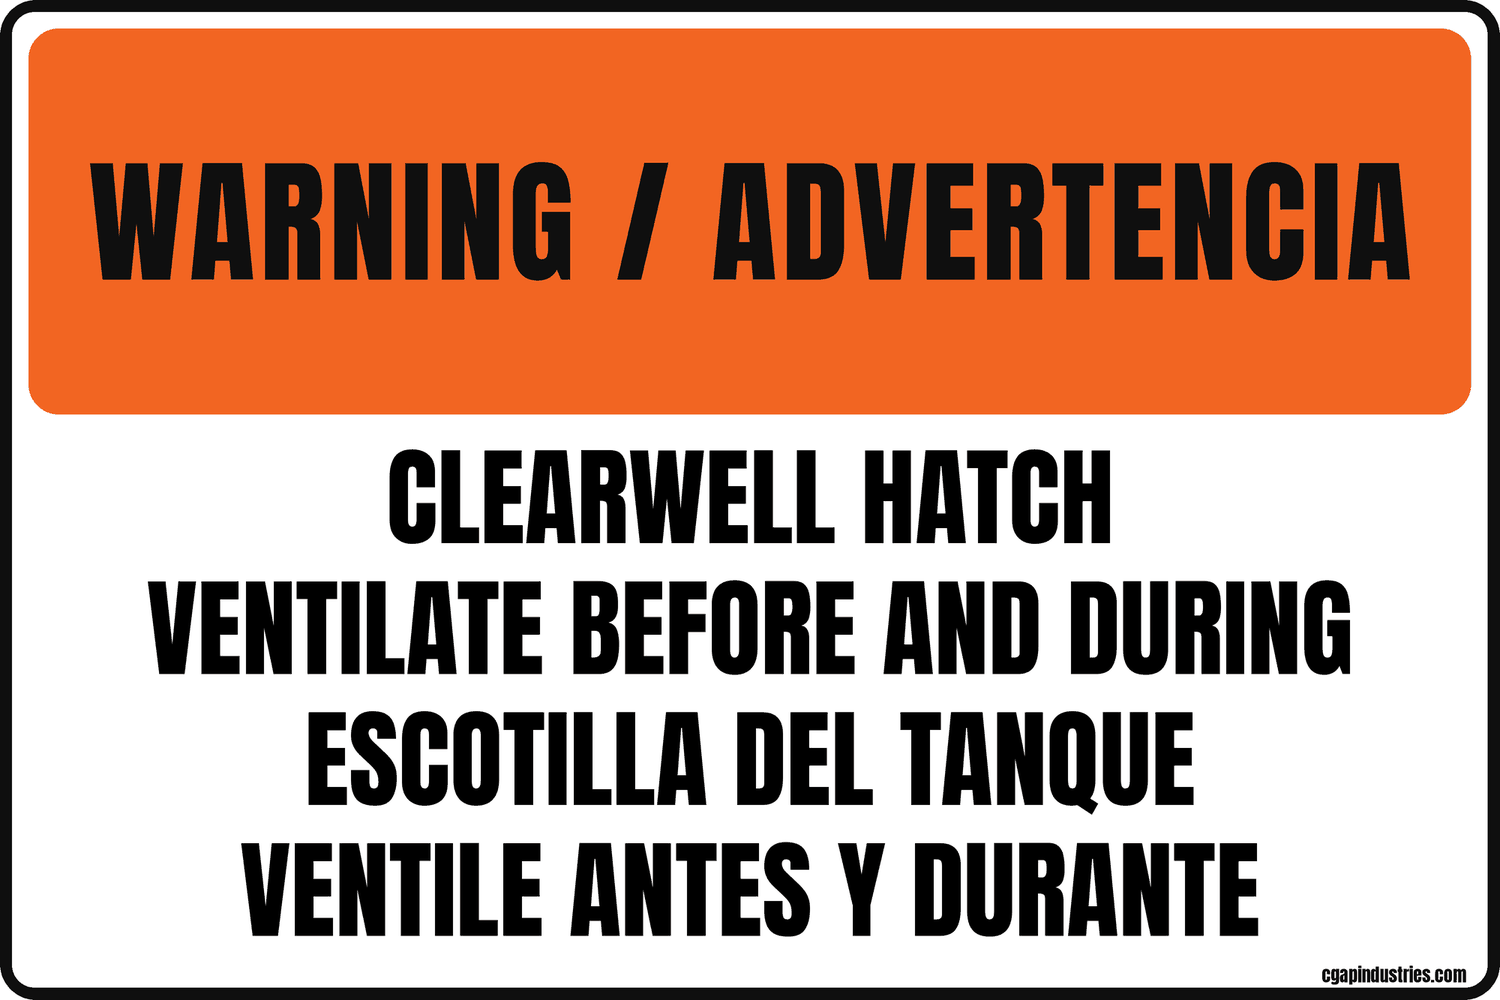 WARNING / ADVERTENCIA
CLEARWELL HATCH
VENTILATE BEFORE AND DURING
ESCOTILLA DEL TANQUE
VENTILE ANTES Y DURANTE
cgapindustries.com